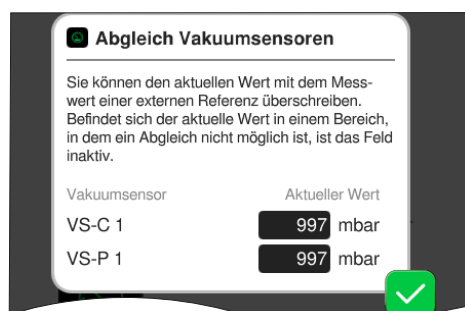 Abgleich Vakuumsensoren
Sie können den aktuellen Wert mit dem Mess-
wert einer externen Referenz überschreiben.
Befindet sich der aktuelle Wert in einem Bereich,
in dem ein Abgleich nicht möglich ist, ist das Feld
inaktiv.
Vakuumsensor Aktueller Wert
VS-C 1 997 mbar
VS-P 1 997 mbar